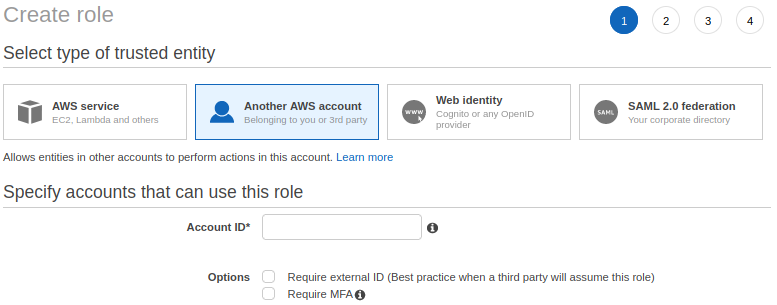 Create role
1 2 3 4
Select type of trusted entity
AWS service
EC2, Lambda and others
Another AWS account
Belonging to you or 3rd party
www
Web identity
Cognito or any OpenID
provider
SAML
SAML 2.0 federation
Your corporate directory
Allows entities in other accounts to perform actions in this account. Learn more
Specify accounts that can use this role
Account ID*
Options
Require external ID (Best practice when a third party will assume this role)
Require MFA